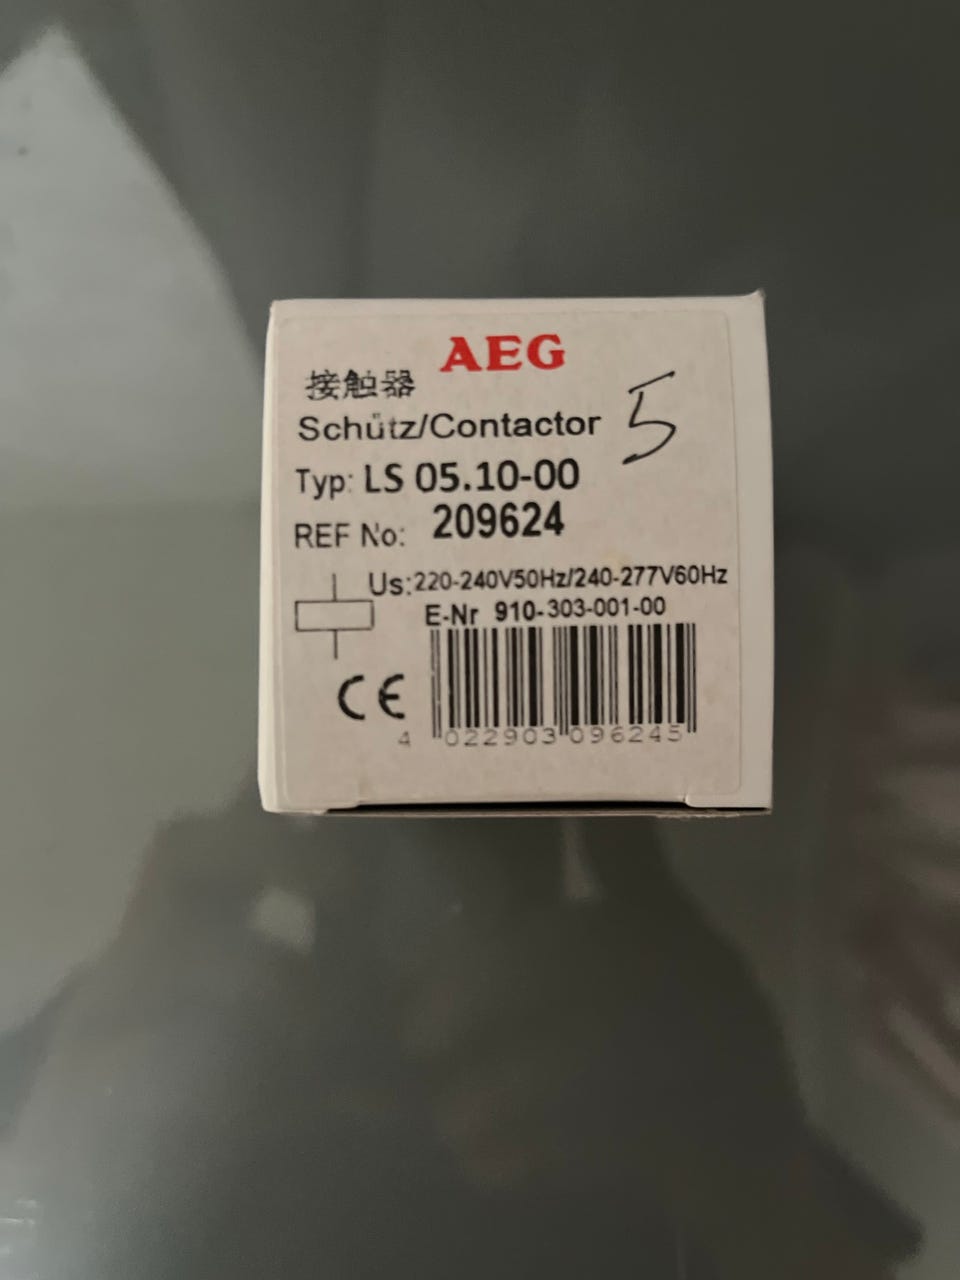 AEG
接触器
Schütz/Contactor
5
Typ: LS 05.10-00
REF No: 209624
Us:220-240V50Hz/240-277V60Hz
E-Nr 910-303-001-00
CE
4 022903 096245